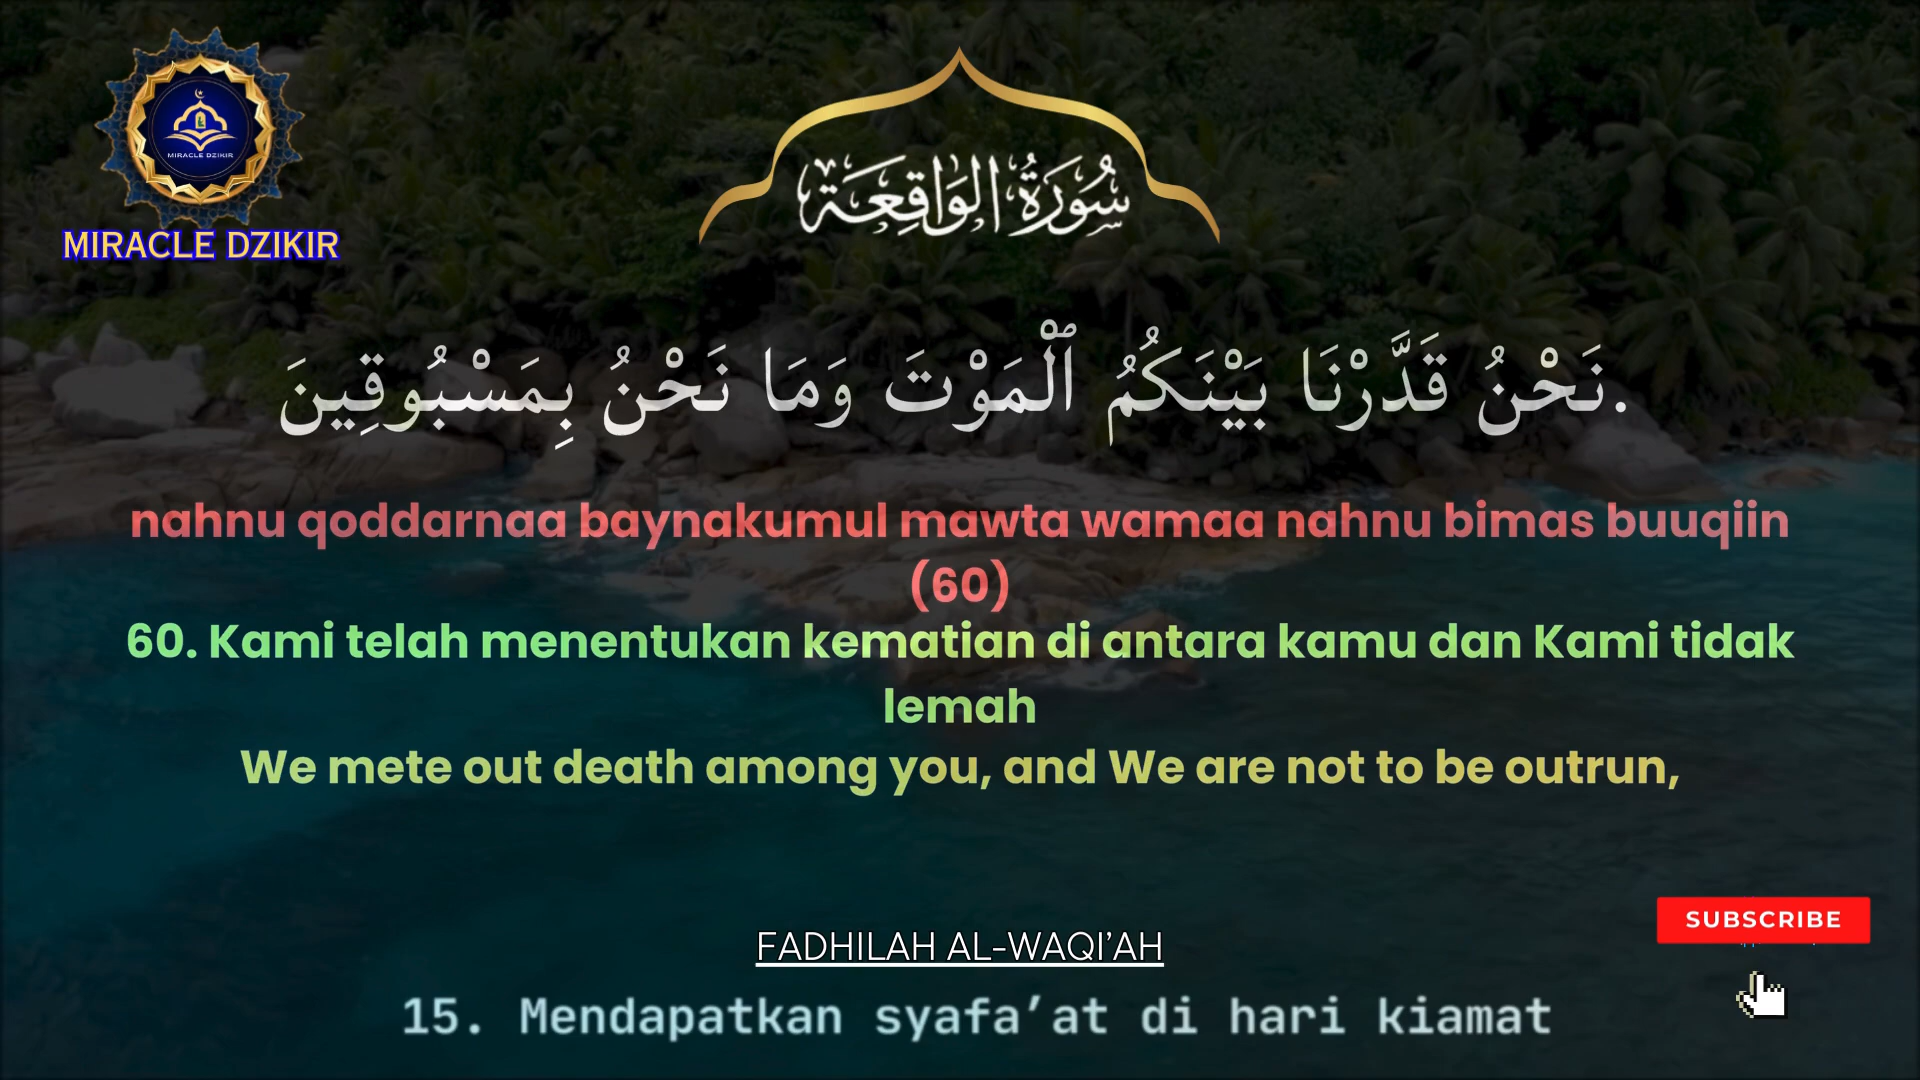 MIRACLE DZIKIR
MIRACLE DZIKIR
سُورَةُ الوَاقِعَة
.نَحْنُ قَدَّرْنَا بَيْنَكُمُ ٱلْمَوْتَ وَمَا نَحْنُ بِمَسْبُوقِينَ
nahnu qoddarnaa baynakumul mawta wamaa nahnu bimas buuqiin
(60)
60. Kami telah menentukan kematian di antara kamu dan Kami tidak
lemah
We mete out death among you, and We are not to be outrun,
SUBSCRIBE
FADHILAH AL-WAQI’AH
15. Mendapatkan syafa’at di hari kiamat